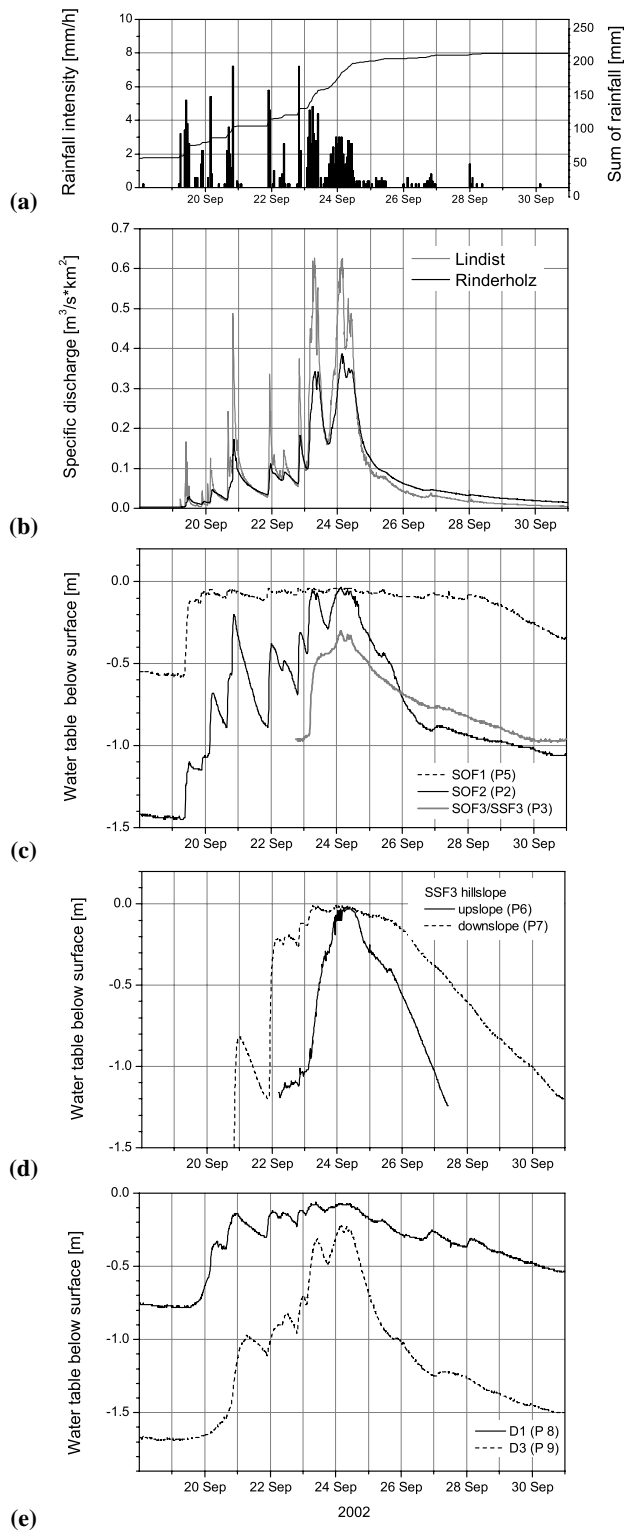 Rainfall intensity [mm/h]
10
8
6
4
2
0
250
200
150
100
50
0
Sum of rainfall [mm]
20 Sep 22 Sep 24 Sep 26 Sep 28 Sep 30 Sep
(a)
Specific discharge [m³/s*km²]
0.7
0.6
0.5
0.4
0.3
0.2
0.1
0.0
Lindist
Rinderholz
20 Sep 22 Sep 24 Sep 26 Sep 28 Sep 30 Sep
(b)
Water table below surface [m]
0.0
-0.5
-1.0
-1.5
SOF1 (P5)
SOF2 (P2)
SOF3/SSF3 (P3)
20 Sep 22 Sep 24 Sep 26 Sep 28 Sep 30 Sep
(c)
Water table below surface [m]
0.0
-0.5
-1.0
-1.5
SSF3 hillslope
upslope (P6)
downslope (P7)
20 Sep 22 Sep 24 Sep 26 Sep 28 Sep 30 Sep
(d)
Water table below surface [m]
0.0
-0.5
-1.0
-1.5
D1 (P 8)
D3 (P 9)
20 Sep 22 Sep 24 Sep 26 Sep 28 Sep 30 Sep
2002
(e)